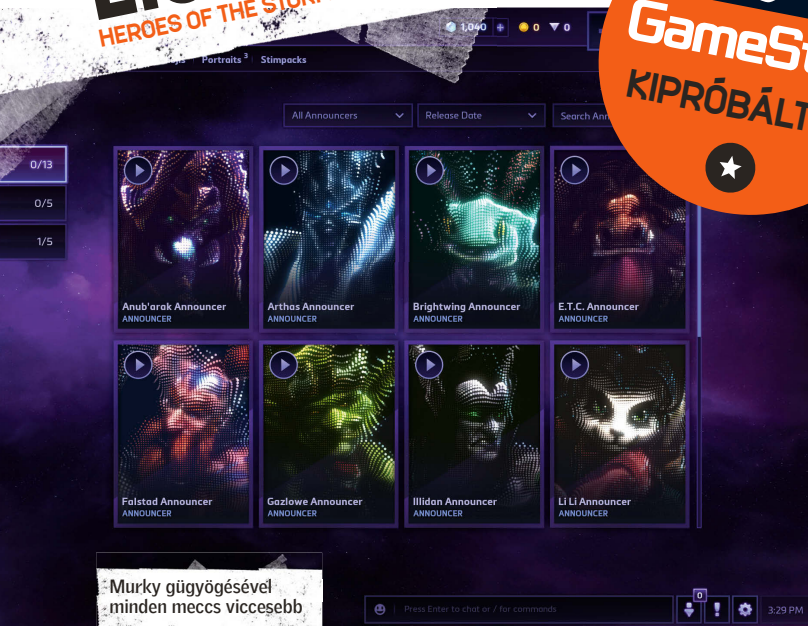 HEROES OF THE STORM
1,040
0
0
Portraits 3
Stimpacks
GameSt
KIPRÓBÁLT
All Announcers
Release Date
Search Ann
0/13
0/5
1/5
Anub'arak Announcer
ANNOUNCER
Arthas Announcer
ANNOUNCER
Brightwing Announcer
ANNOUNCER
E.T.C. Announcer
ANNOUNCER
Falstad Announcer
ANNOUNCER
Gazlowe Announcer
ANNOUNCER
Illidan Announcer
ANNOUNCER
Li Li Announcer
ANNOUNCER
Murky gügyögésével
minden meccs viccesebb
Press Enter to chat or / for commands
0
3:29 PM